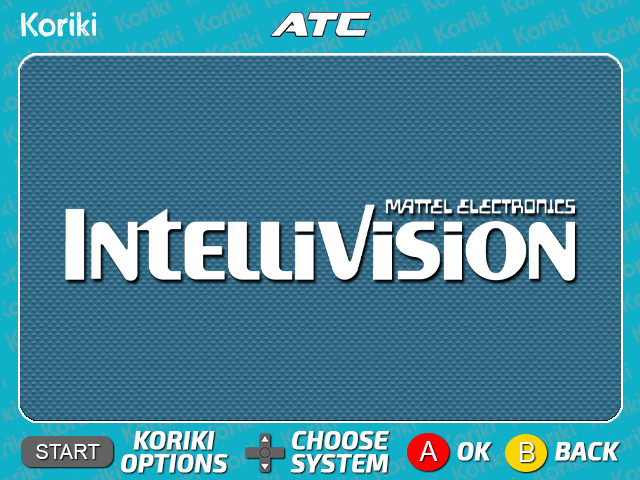 Koriki
ATC
MATTEL ELECTRONICS
INTELLIVISION
START
KORIKI OPTIONS
CHOOSE SYSTEM
A OK
B BACK